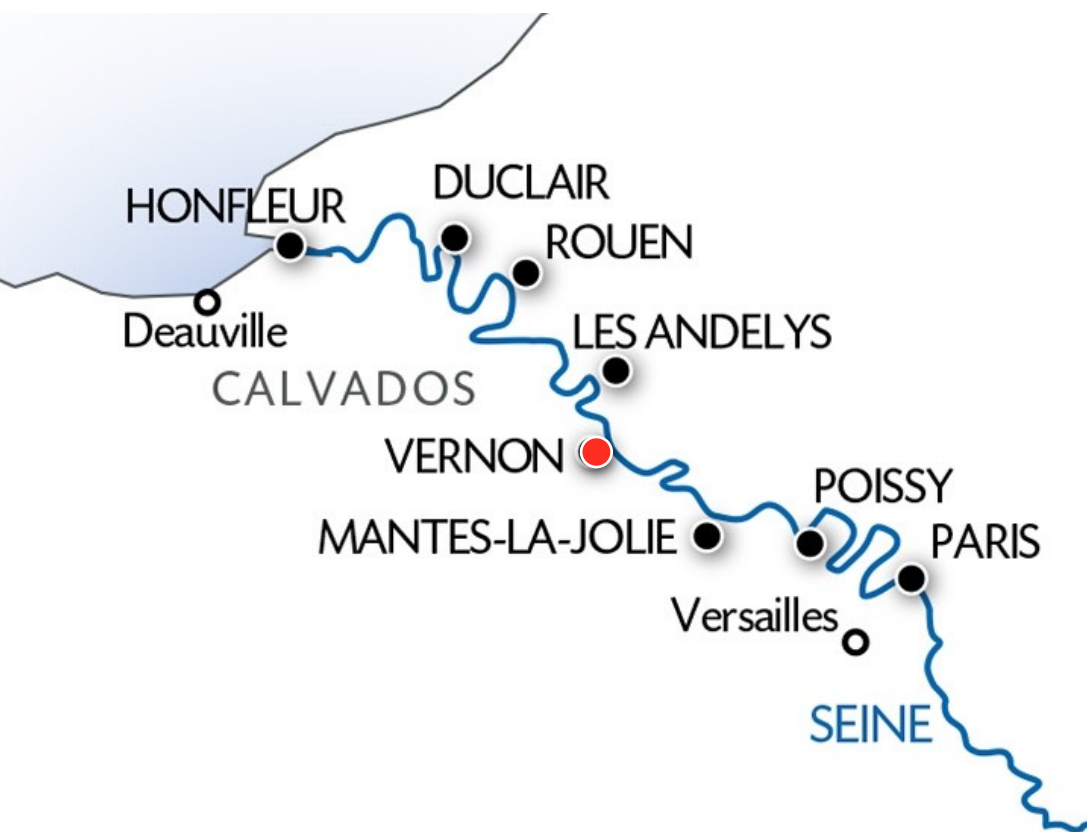 DUCLAIR
HONFLEUR
ROUEN
Deauville
LES ANDELYS
CALVADOS
VERNON
POISSY
MANTES-LA-JOLIE
PARIS
Versailles
SEINE